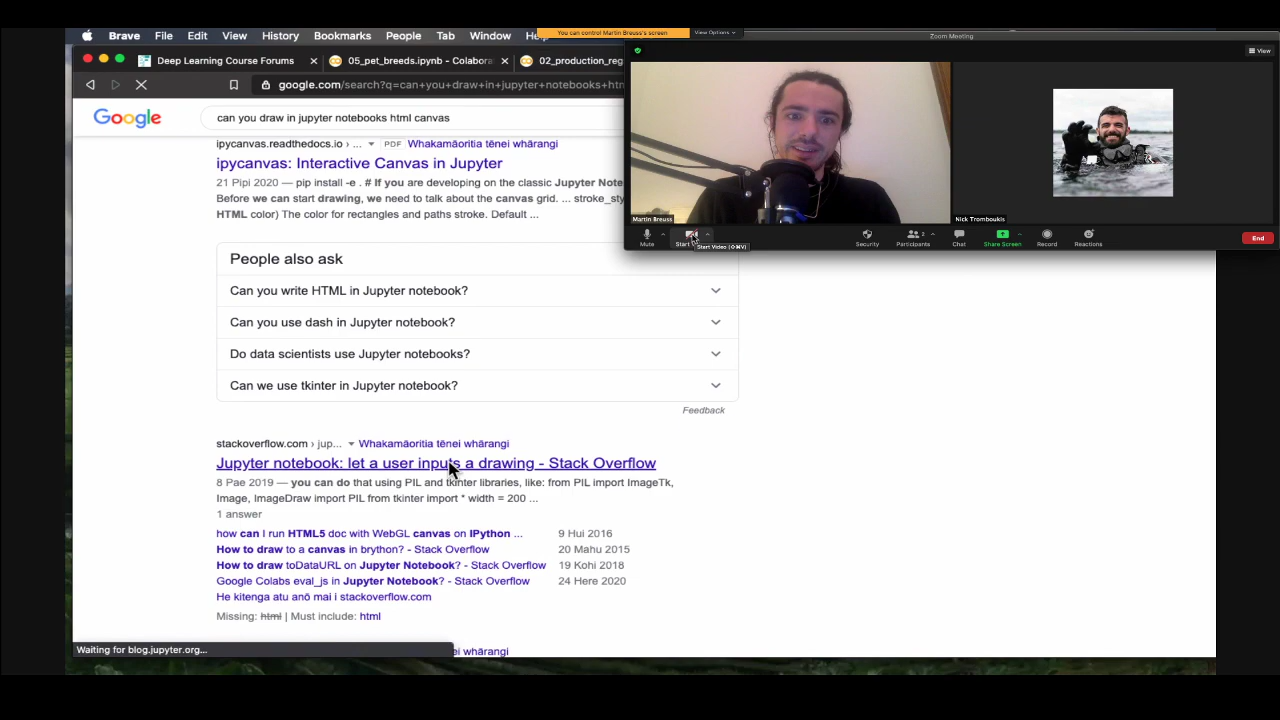 Brave File Edit View History Bookmarks People Tab Window
You can control Martin Breuss's screen
View Options
Zoom Meeting
View
Deep Learning Course Forums
05_pet_breeds.ipynb - Colabora
02_production_reg
google.com/search?q=can+you+draw+in+jupyter+notebooks+htm
Google
can you draw in jupyter notebooks html canvas
ipycanvas.readthedocs.io › ... PDF Whakamāoritia tēnei whārangi
ipycanvas: Interactive Canvas in Jupyter
21 Pipi 2020 — pip install -e . # If you are developing on the classic Jupyter Note
Before we can start drawing, we need to talk about the canvas grid. ... stroke_sty
HTML color) The color for rectangles and paths stroke. Default ...
Martin Breuss
Nick Tromboukis
Mute
Start
Start Video (⇧⌘V)
Security
Participants
2
Chat
Share Screen
Record
Reactions
End
People also ask
Can you write HTML in Jupyter notebook?
Can you use dash in Jupyter notebook?
Do data scientists use Jupyter notebooks?
Can we use tkinter in Jupyter notebook?
Feedback
stackoverflow.com › jup... Whakamāoritia tēnei whārangi
Jupyter notebook: let a user inputs a drawing - Stack Overflow
8 Pae 2019 — you can do that using PIL and tkinter libraries, like: from PIL import ImageTk,
Image, ImageDraw import PIL from tkinter import * width = 200 ...
1 answer
how can I run HTML5 doc with WebGL canvas on IPython ... 9 Hui 2016
How to draw to a canvas in brython? - Stack Overflow 20 Mahu 2015
How to draw toDataURL on Jupyter Notebook? - Stack Overflow 19 Kohi 2018
Google Colabs eval_js in Jupyter Notebook? - Stack Overflow 24 Here 2020
He kitenga atu anō mai i stackoverflow.com
Missing: html | Must include: html
Waiting for blog.jupyter.org...
ei whārangi